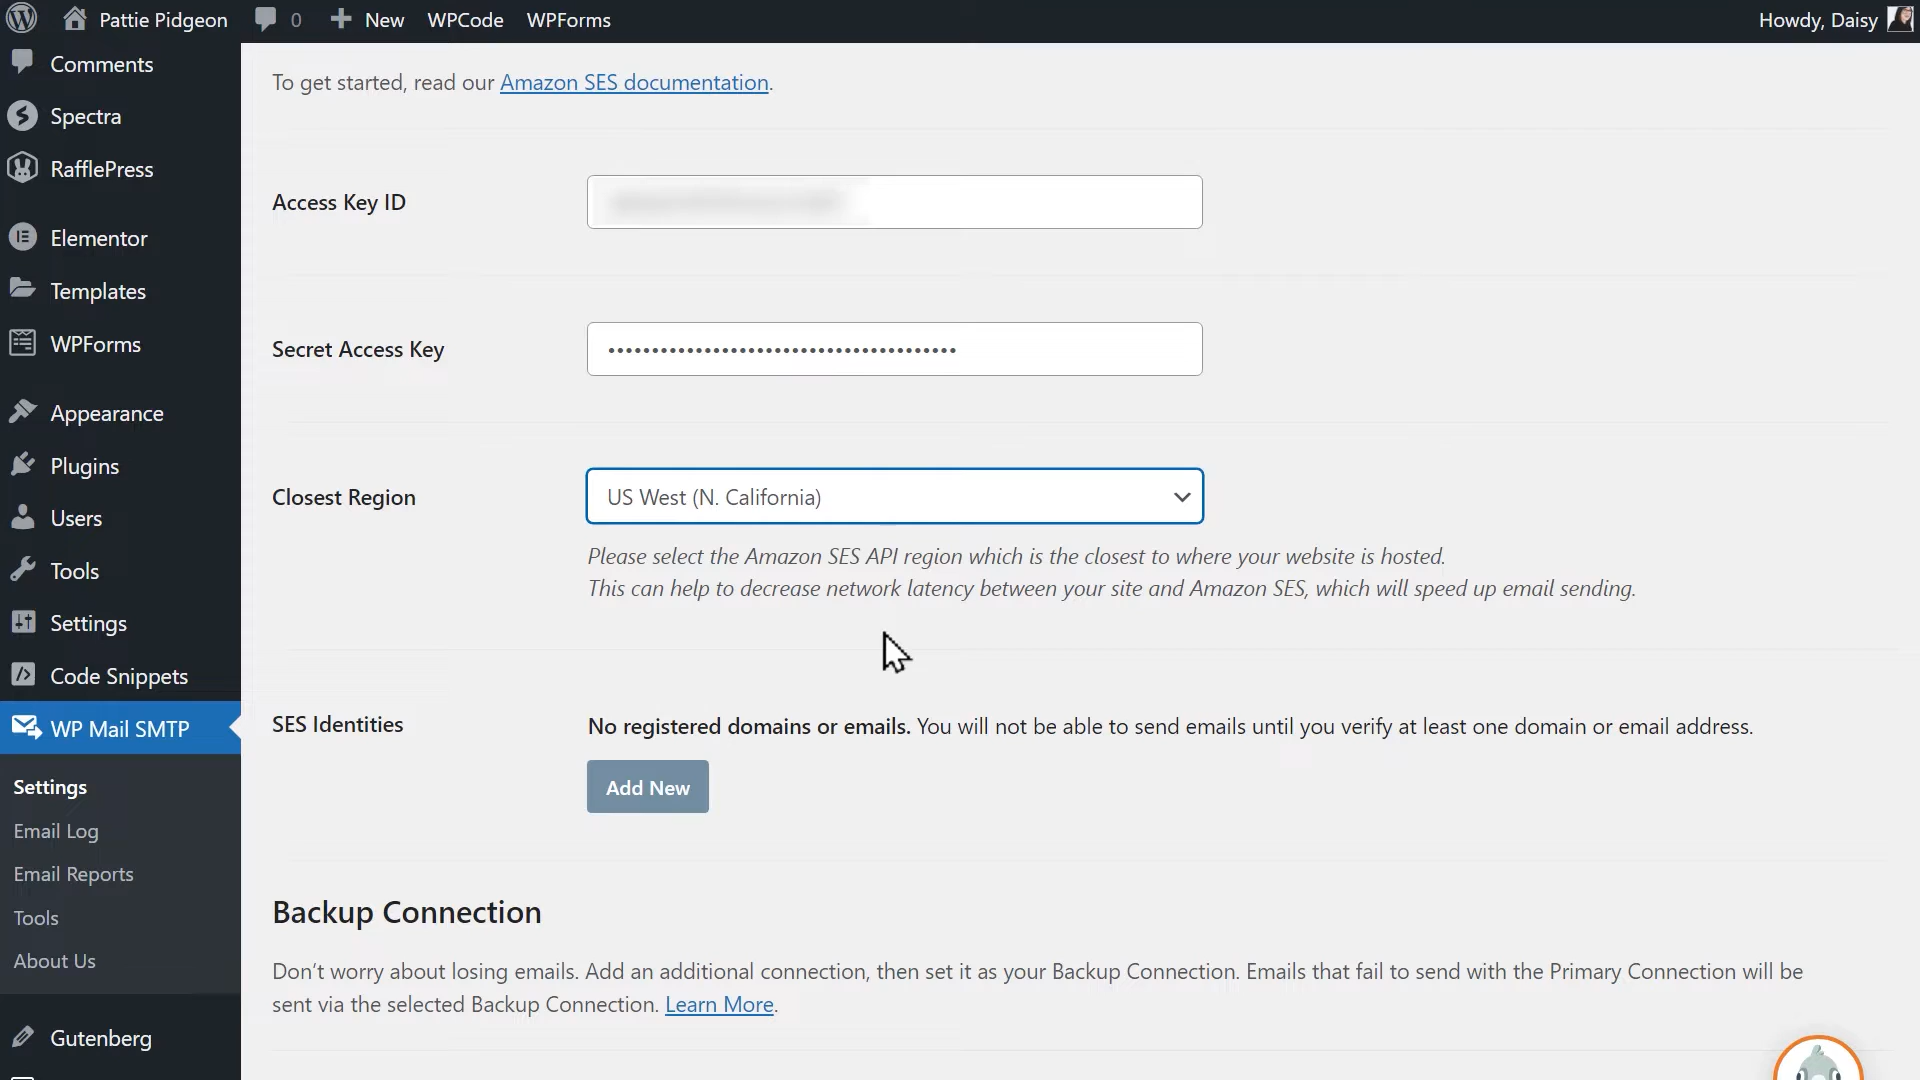 Pattie Pidgeon
0
New
WPCode
WPForms
Howdy, Daisy
Comments
Spectra
RafflePress
Elementor
Templates
WPForms
Appearance
Plugins
Users
Tools
Settings
Code Snippets
WP Mail SMTP
Settings
Email Log
Email Reports
Tools
About Us
Gutenberg
To get started, read our Amazon SES documentation.
Access Key ID
Secret Access Key
••••••••••••••••••••••••••••••••••••••••
Closest Region
US West (N. California)
Please select the Amazon SES API region which is the closest to where your website is hosted.
This can help to decrease network latency between your site and Amazon SES, which will speed up email sending.
SES Identities
No registered domains or emails. You will not be able to send emails until you verify at least one domain or email address.
Add New
Backup Connection
Don’t worry about losing emails. Add an additional connection, then set it as your Backup Connection. Emails that fail to send with the Primary Connection will be
sent via the selected Backup Connection. Learn More.